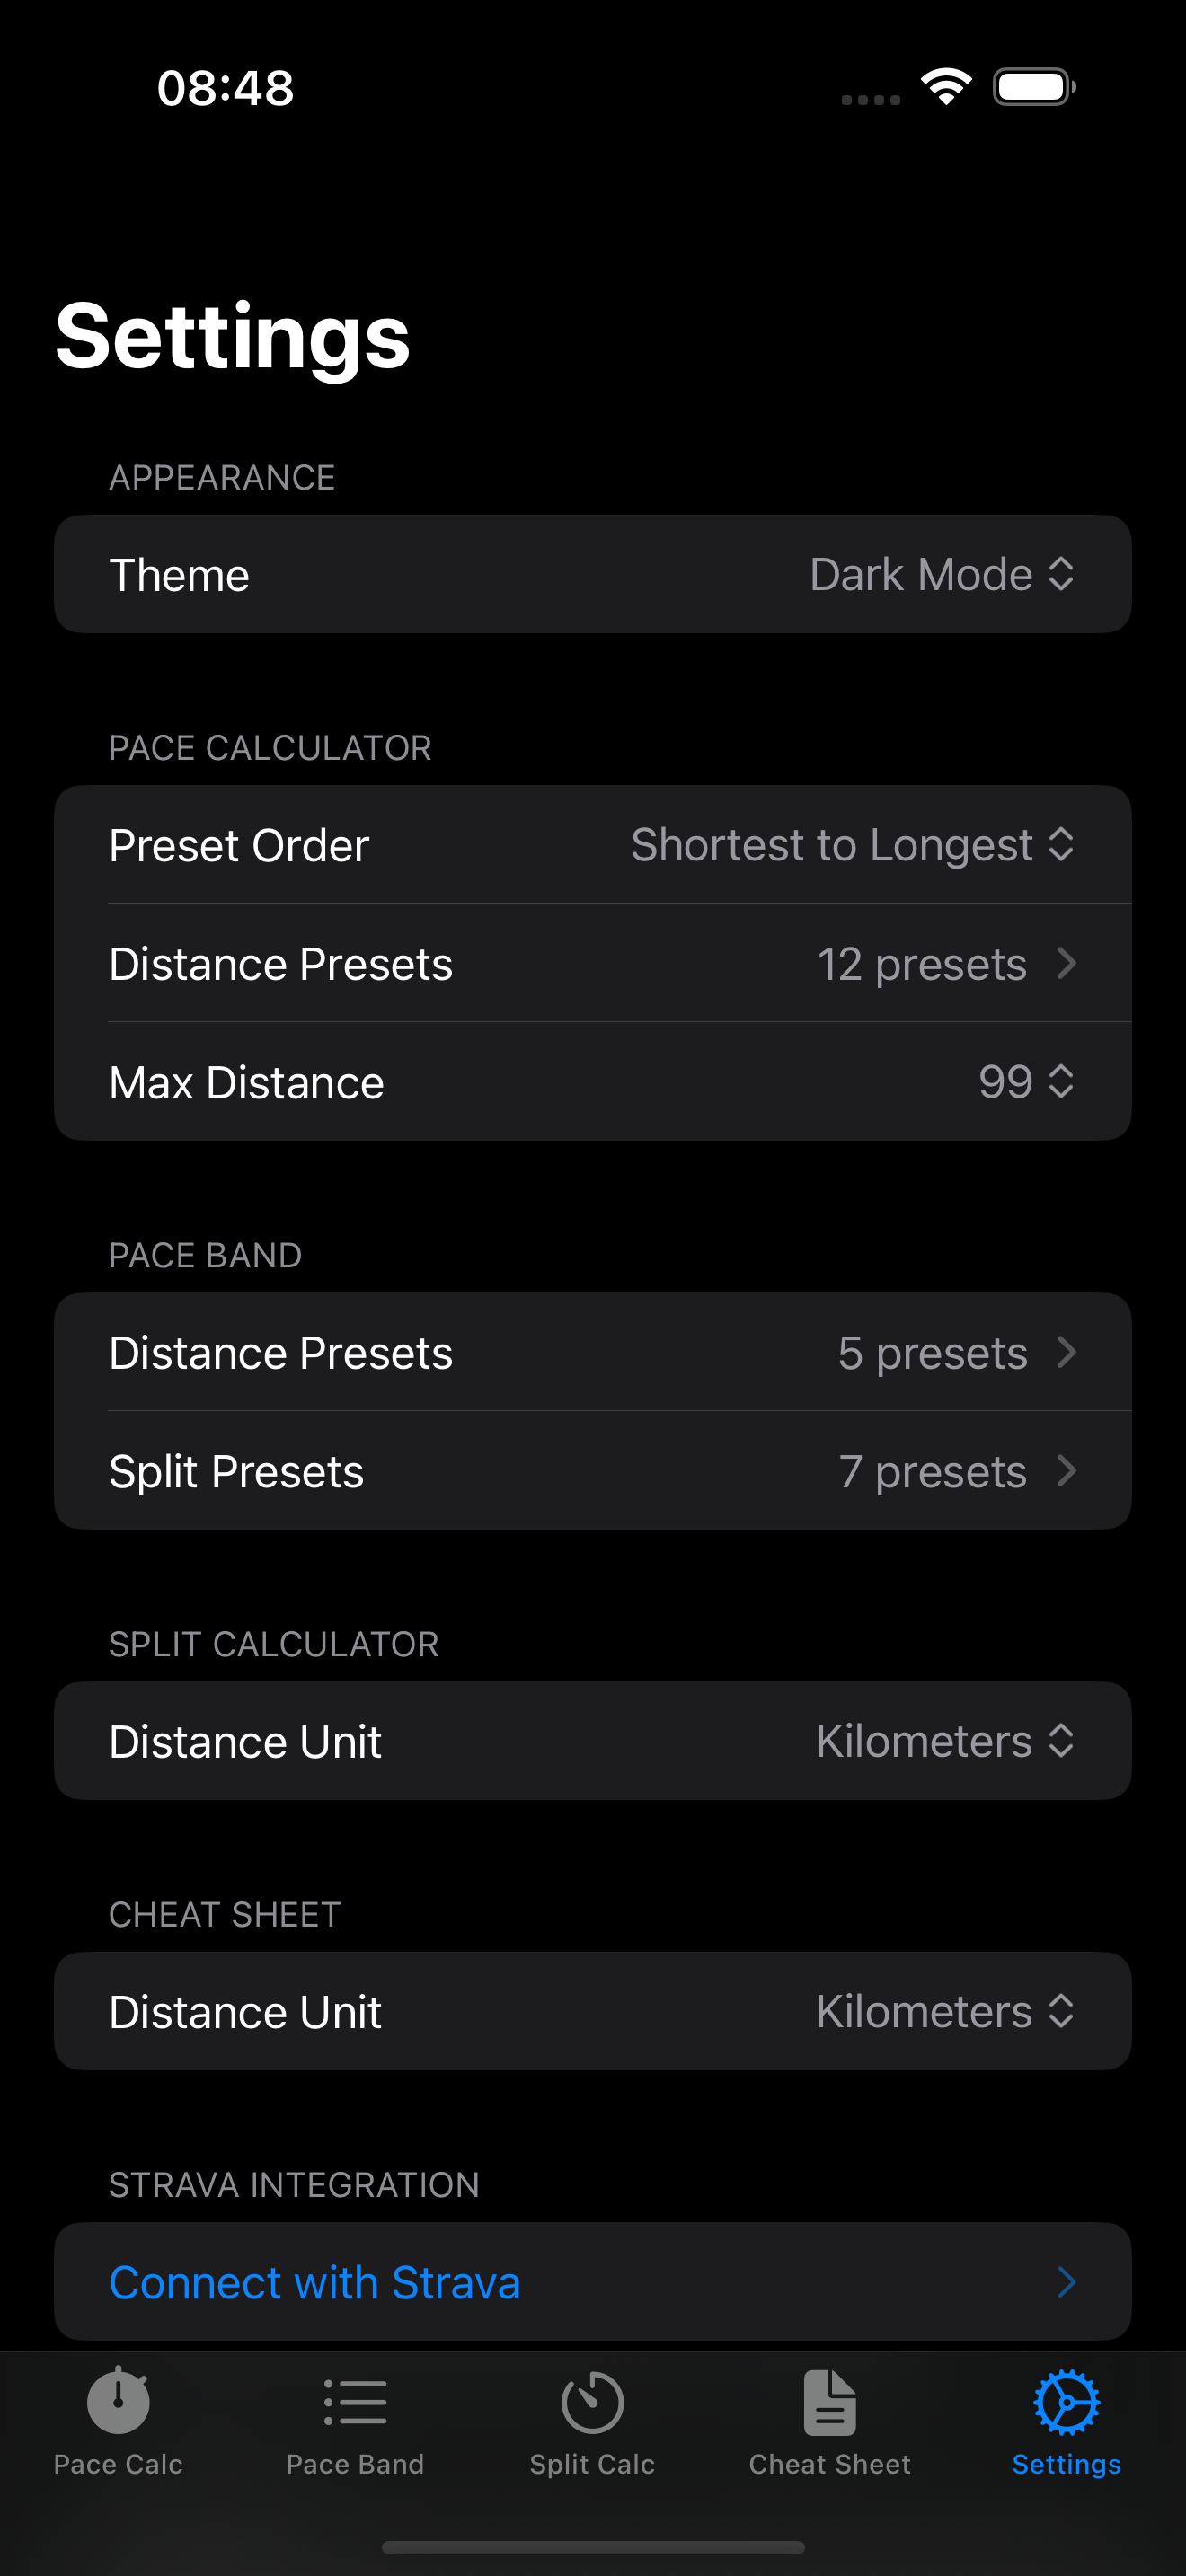 08:48
Settings
APPEARANCE
Theme Dark Mode
PACE CALCULATOR
Preset Order Shortest to Longest
Distance Presets 12 presets
Max Distance 99
PACE BAND
Distance Presets 5 presets
Split Presets 7 presets
SPLIT CALCULATOR
Distance Unit Kilometers
CHEAT SHEET
Distance Unit Kilometers
STRAVA INTEGRATION
Connect with Strava
Pace Calc Pace Band Split Calc Cheat Sheet Settings